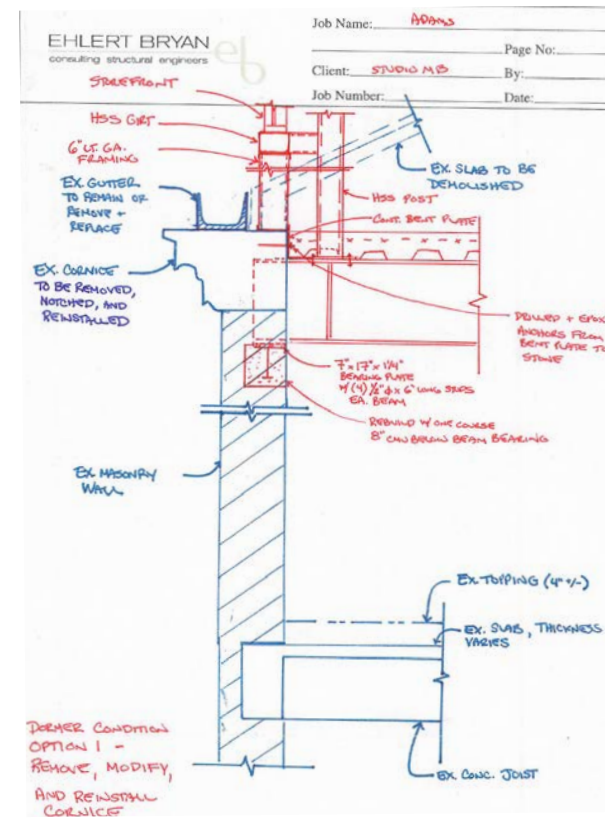 EHLERT BRYAN
consulting structural engineers
eb
Job Name: ADAMS
Page No:
Client: STUDIO MB
By:
Job Number:
Date:
STOREFRONT
HSS GIRT
6" LT. GA.
FRAMING
EX. GUTTER
TO REMAIN OR
REMOVE +
REPLACE
EX. CORNICE
TO BE REMOVED,
NOTCHED, AND
REINSTALLED
EX. SLAB TO BE
DEMOLISHED
HSS POST
CONT. BENT PLATE
DRILLED + EPOXY
ANCHORS FROM
BENT PLATE TO
STONE
7" x 17" x 1 1/4"
BEARING PLATE
W/ (4) 1/2" φ x 6" LONG SRDS
EA. BEAM
REBUILD W/ ONE COURSE
8" CMU BELOW BEAM BEARING
EX. MASONRY
WALL
EX TOPPING (4" +/-)
EX. SLAB, THICKNESS
VARIES
EX. CONC. JOIST
DORMER CONDITION
OPTION 1 -
REMOVE, MODIFY,
AND REINSTALL
CORNICE